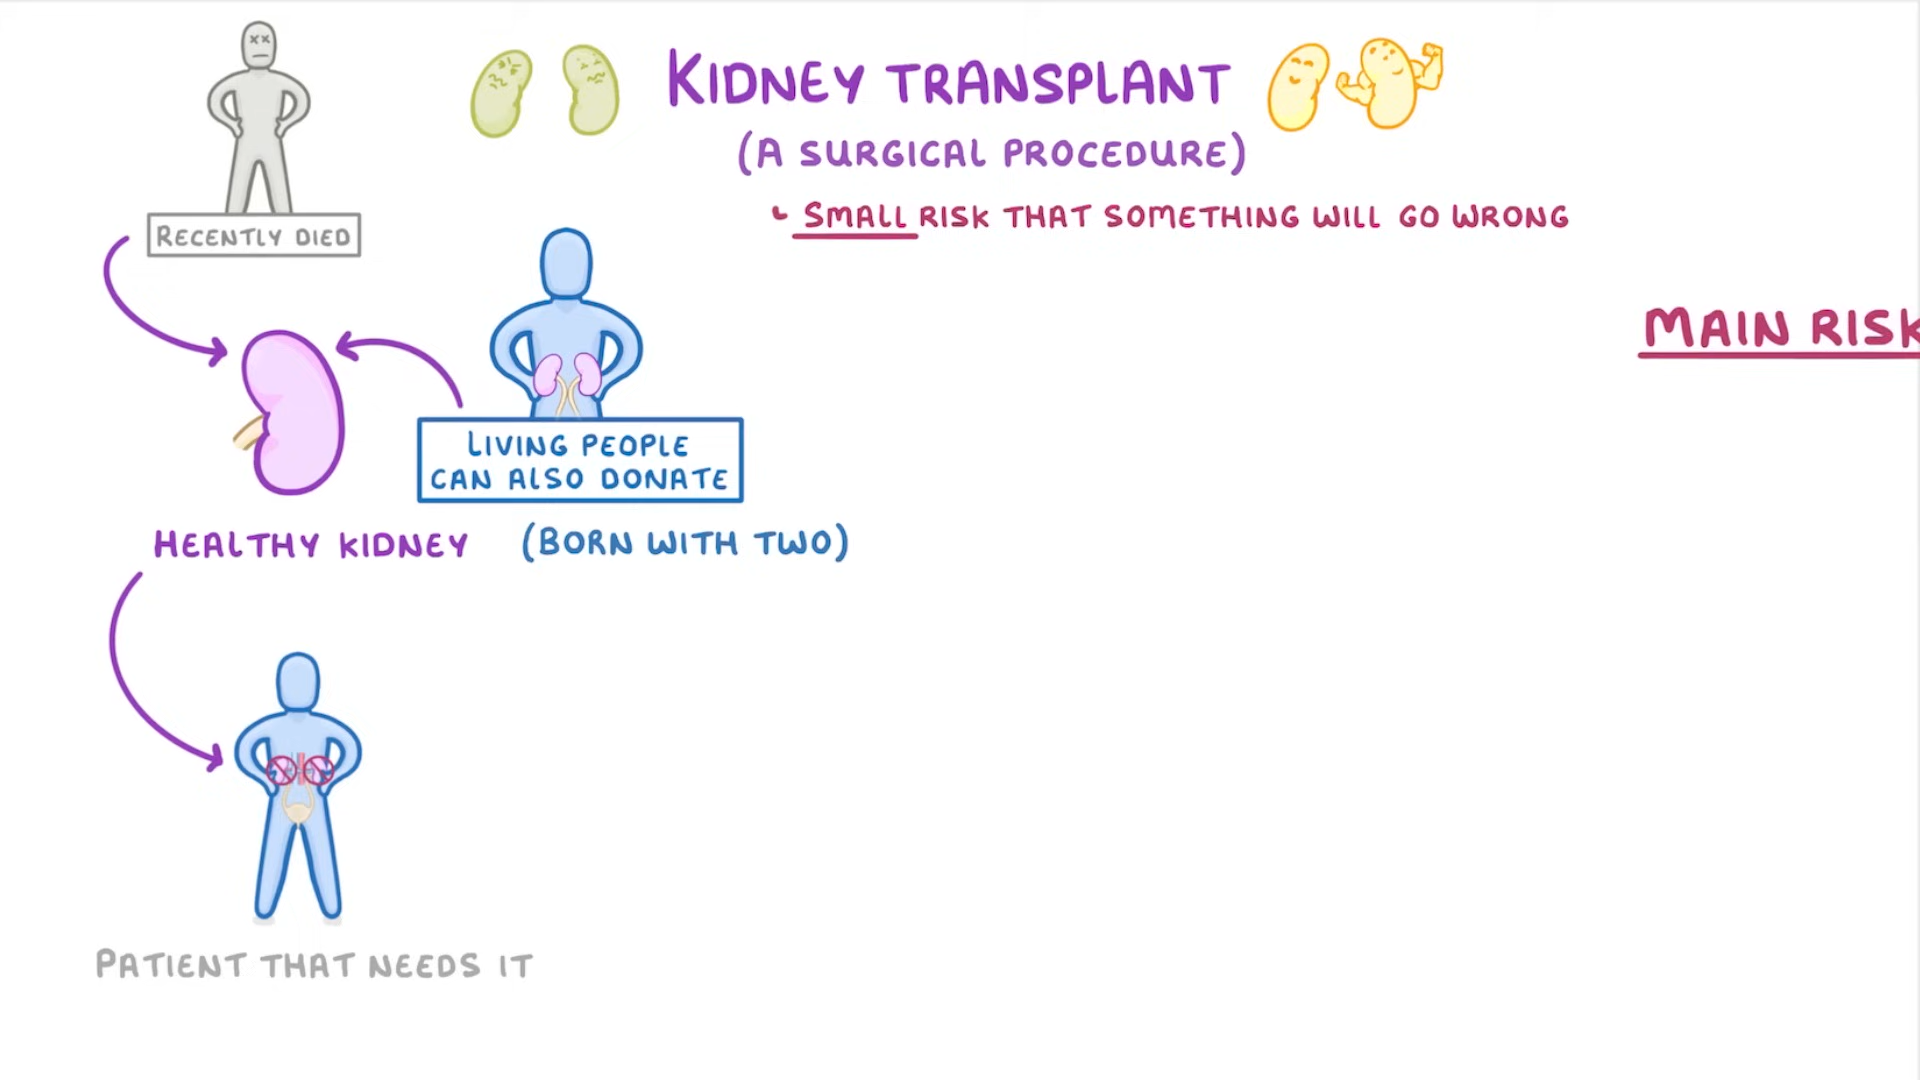 KIDNEY TRANSPLANT
(A SURGICAL PROCEDURE)
SMALL RISK THAT SOMETHING WILL GO WRONG
RECENTLY DIED
MAIN RISK
LIVING PEOPLE
CAN ALSO DONATE
HEALTHY KIDNEY
(BORN WITH TWO)
PATIENT THAT NEEDS IT